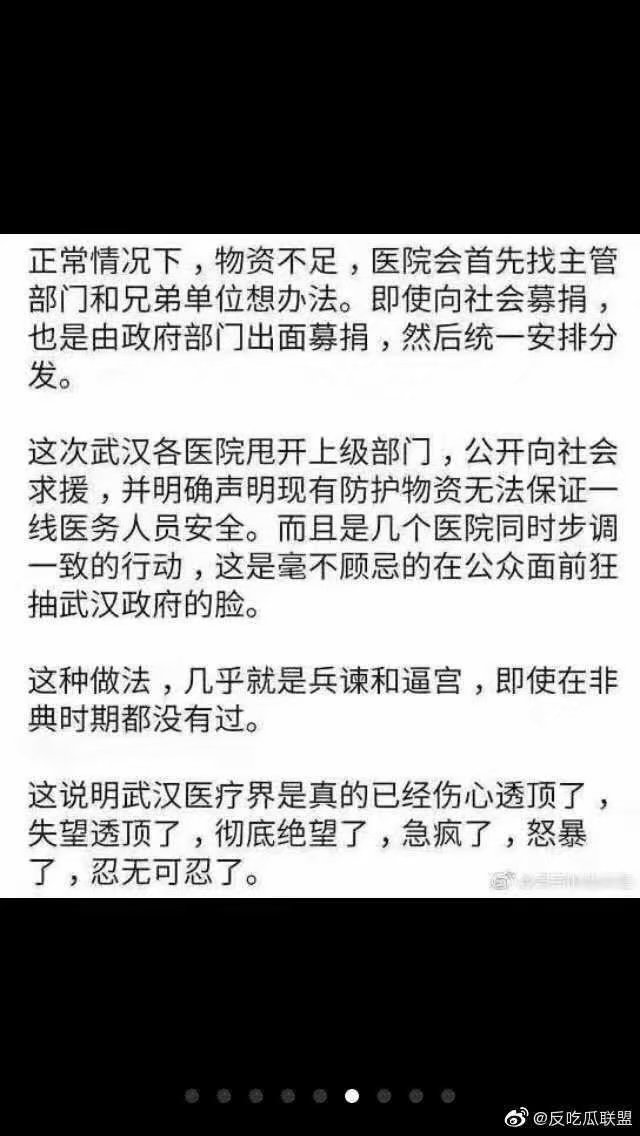 正常情况下，物资不足，医院会首先找主管
部门和兄弟单位想办法。即使向社会募捐，
也是由政府部门出面募捐，然后统一安排分
发。
这次武汉各医院甩开上级部门，公开向社会
求援，并明确声明现有防护物资无法保证一
线医务人员安全。而且是几个医院同时步调
一致的行动，这是毫不顾忌的在公众面前狂
抽武汉政府的脸。
这种做法，几乎就是兵谏和逼宫，即使在非
典时期都没有过。
这说明武汉医疗界是真的已经伤心透顶了，
失望透顶了，彻底绝望了，急疯了，怒暴
了，忍无可忍了。
@反吃瓜联盟